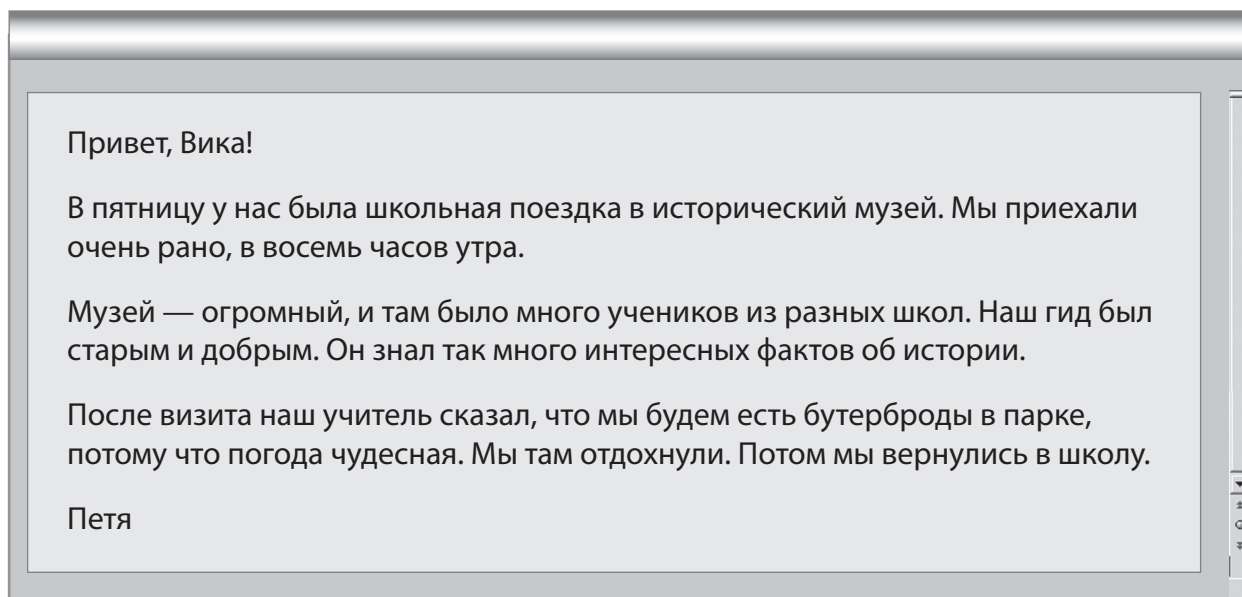 Привет, Вика!
В пятницу у нас была школьная поездка в исторический музей. Мы приехали
очень рано, в восемь часов утра.
Музей — огромный, и там было много учеников из разных школ. Наш гид был
старым и добрым. Он знал так много интересных фактов об истории.
После визита наш учитель сказал, что мы будем есть бутерброды в парке,
потому что погода чудесная. Мы там отдохнули. Потом мы вернулись в школу.
Петя